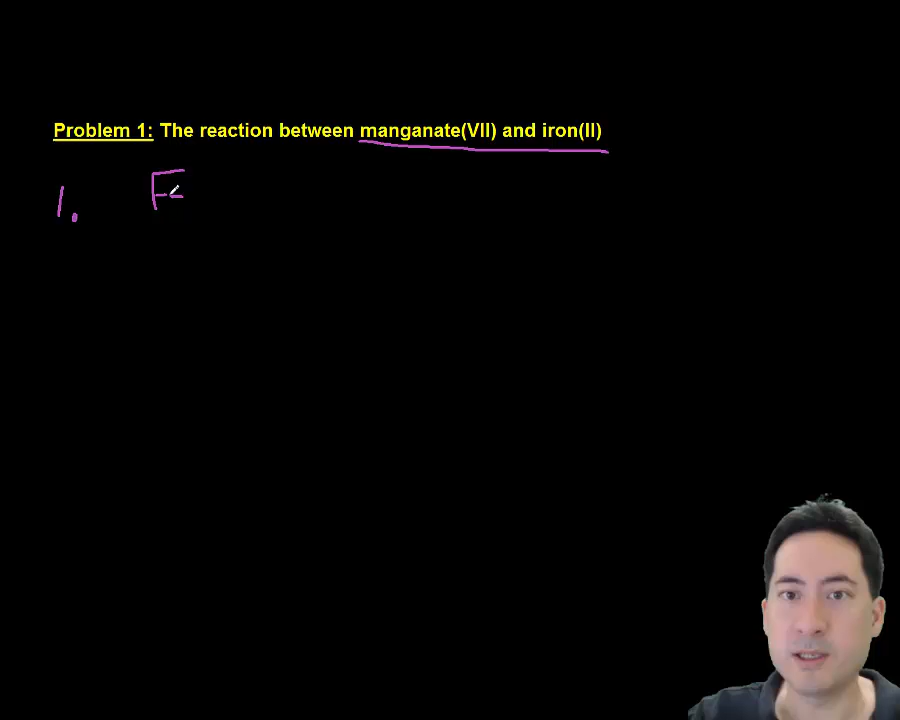 Problem 1: The reaction between manganate(VII) and iron(II)
1. F